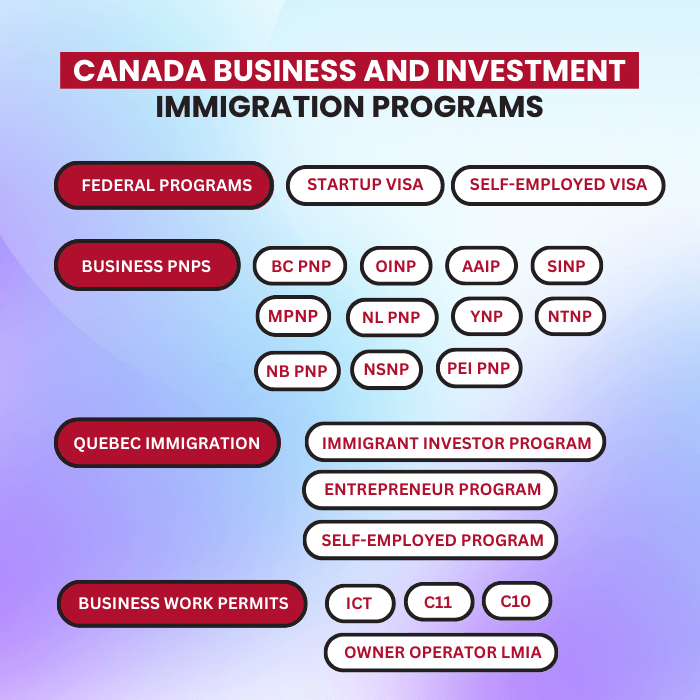 CANADA BUSINESS AND INVESTMENT
IMMIGRATION PROGRAMS
FEDERAL PROGRAMS
STARTUP VISA
SELF-EMPLOYED VISA
BUSINESS PNPS
BC PNP
OINP
AAIP
SINP
MPNP
NL PNP
YNP
NTNP
NB PNP
NSNP
PEI PNP
QUEBEC IMMIGRATION
IMMIGRANT INVESTOR PROGRAM
ENTREPRENEUR PROGRAM
SELF-EMPLOYED PROGRAM
BUSINESS WORK PERMITS
ICT
C11
C10
OWNER OPERATOR LMIA